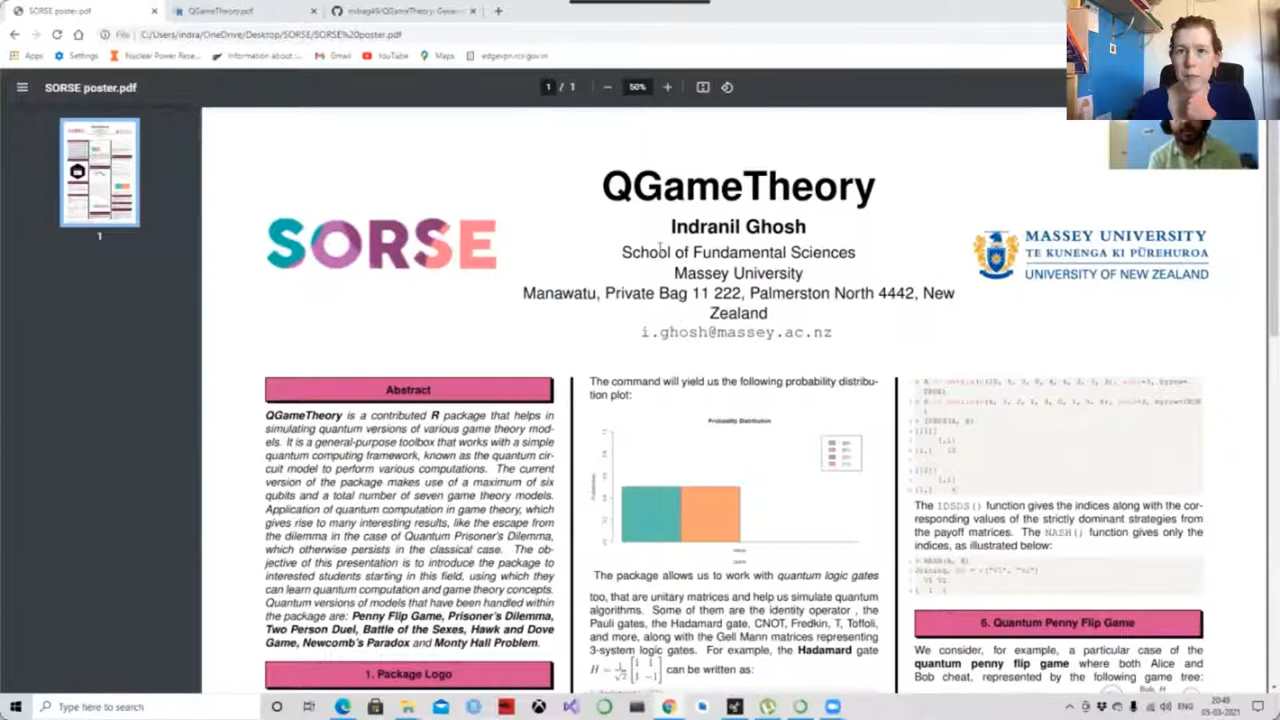 SORSE poster.pdf
QGameTheory.pdf
indrag49/QGameTheory: Gene
File
C:/Users/indra/OneDrive/Desktop/SORSE/SORSE%20poster.pdf
Apps
Settings
Nuclear Power Rese...
Information about ...
Gmail
YouTube
Maps
SORSE poster.pdf
1 / 1
50%
1
QGameTheory
Indranil Ghosh
School of Fundamental Sciences
Massey University
Manawatu, Private Bag 11 222, Palmerston North 4442, New
Zealand
i.ghosh@massey.ac.nz
SORSE
MASSEY UNIVERSITY
TE KUNENGA KI PŪREHUROA
UNIVERSITY OF NEW ZEALAND
Abstract
QGameTheory is a contributed R package that helps in
simulating quantum versions of various game theory mod-
els. It is a general-purpose toolbox that works with a simple
quantum computing framework, known as the quantum cir-
cuit model to perform various computations. The current
version of the package makes use of a maximum of six
qubits and a total number of seven game theory models.
Application of quantum computation in game theory, which
gives rise to many interesting results, like the escape from
the dilemma in the case of Quantum Prisoner's Dilemma,
which otherwise persists in the classical case. The ob-
jective of this presentation is to introduce the package to
interested students starting in this field, using which they
can learn quantum computation and game theory concepts.
Quantum versions of models that have been handled within
the package are: Penny Flip Game, Prisoner's Dilemma,
Two Person Duel, Battle of the Sexes, Hawk and Dove
Game, Newcomb's Paradox and Monty Hall Problem.
1. Package Logo
The command will yield us the following probability distribu-
tion plot:
Probability Distribution
The package allows us to work with quantum logic gates
too, that are unitary matrices and help us simulate quantum
algorithms. Some of them are the identity operator , the
Pauli gates, the Hadamard gate, CNOT, Fredkin, T, Toffoli,
and more, along with the Gell Mann matrices representing
3-system logic gates. For example, the Hadamard gate
can be written as:
The IDSDS() function gives the indices along with the cor-
responding values of the strictly dominant strategies from
the payoff matrices. The NASH() function gives only the
indices, as illustrated below:
6. Quantum Penny Flip Game
We consider, for example, a particular case of the
quantum penny flip game where both Alice and
Bob cheat, represented by the following game tree:
Bob, H
Type here to search
ENG
20:49
05-03-2021